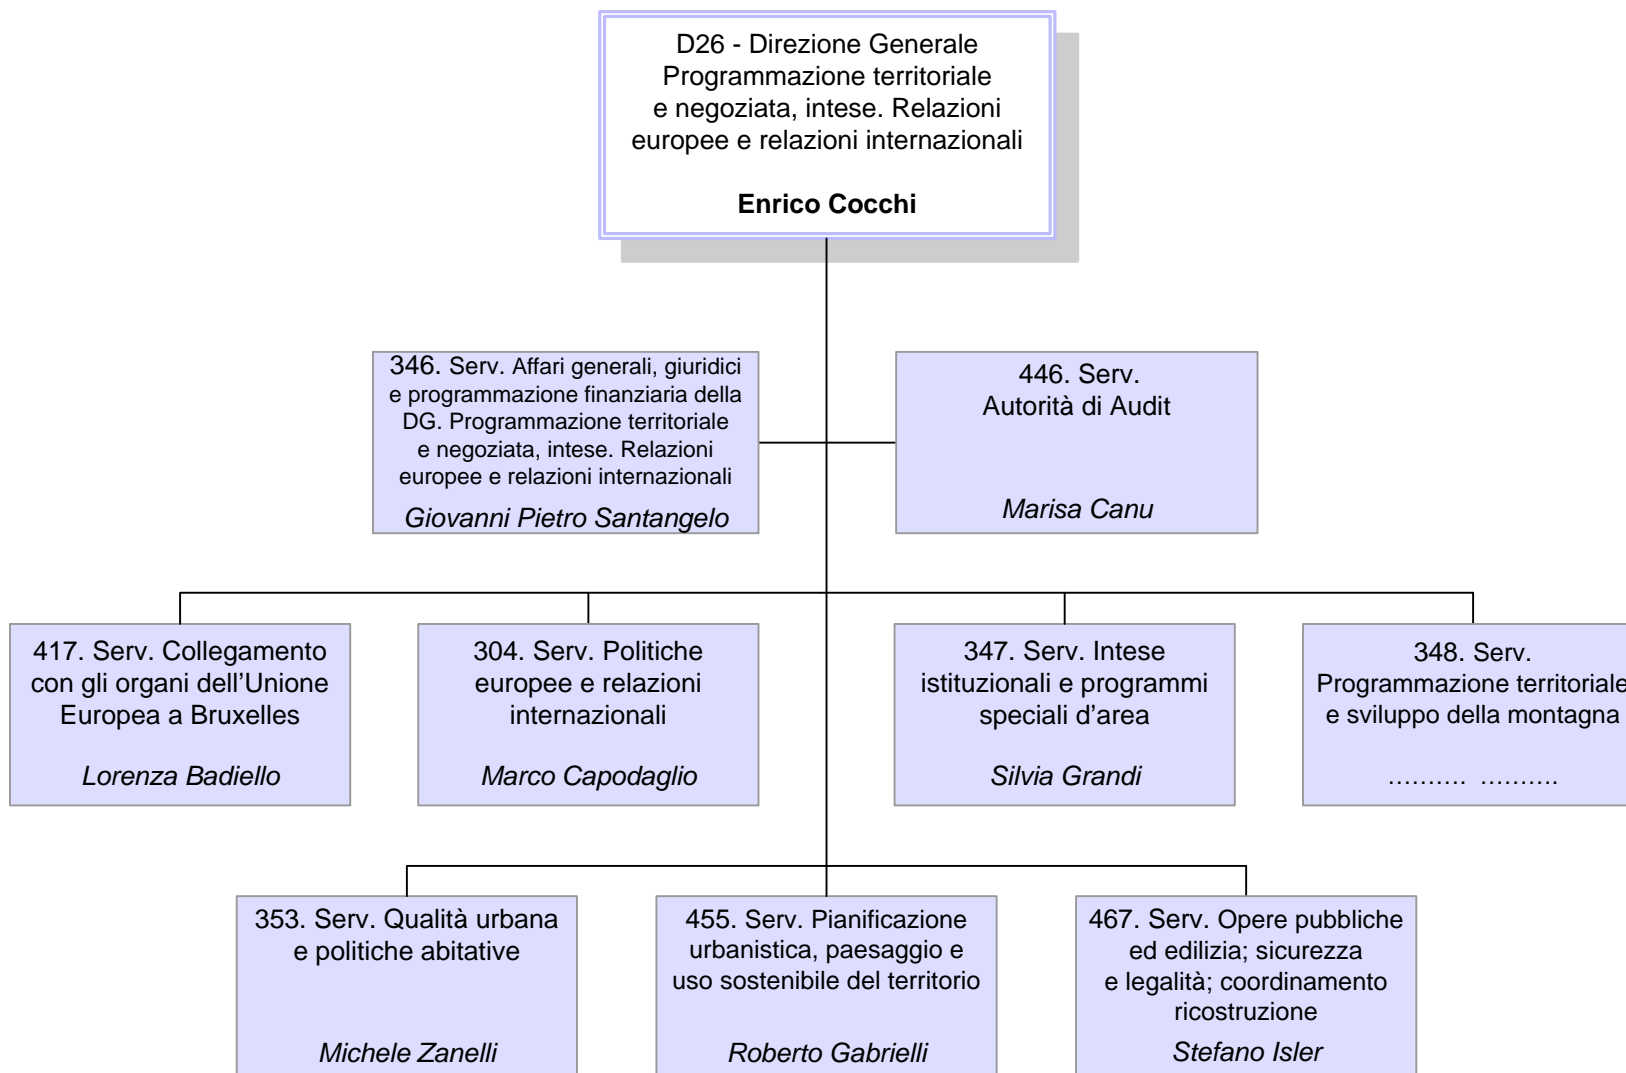 D26 - Direzione Generale
Programmazione territoriale
e negoziata, intese. Relazioni
europee e relazioni internazionali
Enrico Cocchi
346. Serv. Affari generali, giuridici
e programmazione finanziaria della
DG. Programmazione territoriale
e negoziata, intese. Relazioni
europee e relazioni internazionali
Giovanni Pietro Santangelo
446. Serv.
Autorità di Audit
Marisa Canu
417. Serv. Collegamento
con gli organi dell’Unione
Europea a Bruxelles
Lorenza Badiello
304. Serv. Politiche
europee e relazioni
internazionali
Marco Capodaglio
347. Serv. Intese
istituzionali e programmi
speciali d’area
Silvia Grandi
348. Serv.
Programmazione territoriale
e sviluppo della montagna
………. ……….
353. Serv. Qualità urbana
e politiche abitative
Michele Zanelli
455. Serv. Pianificazione
urbanistica, paesaggio e
uso sostenibile del territorio
Roberto Gabrielli
467. Serv. Opere pubbliche
ed edilizia; sicurezza
e legalità; coordinamento
ricostruzione
Stefano Isler